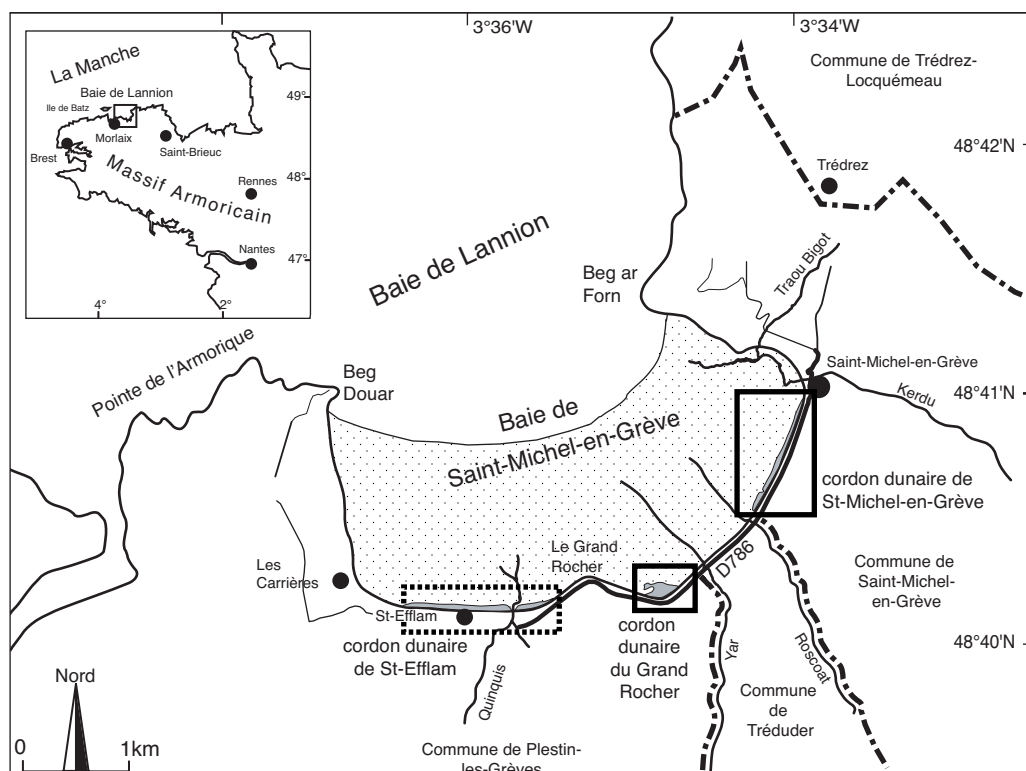 3°36'W
3°34'W
La Manche
Baie de Lannion
Ile de Batz
Morlaix
Saint-Brieuc
Brest
Massif Armoricain
Rennes
Nantes
49°
48°
47°
4°
2°
Commune de Trédrez-
Locquémeau
48°42'N
Trédrez
Baie de Lannion
Beg ar
Forn
Traou Bigot
Pointe de l'Armorique
Beg
Douar
Saint-Michel-en-Grève
Kerdu
48°41'N
Baie de
Saint-Michel-en-Grève
cordon dunaire de
St-Michel-en-Grève
D786
Le Grand
Rocher
Les
Carrières
Commune de
Saint-Michel-
en-Grève
St-Efflam
cordon dunaire
de St-Efflam
cordon
dunaire
du Grand
Rocher
48°40'N
Yar
Roscoat
Quinquis
Commune
de
Tréduder
Nord
0
1km
Commune de Plestin-
les-Grèves